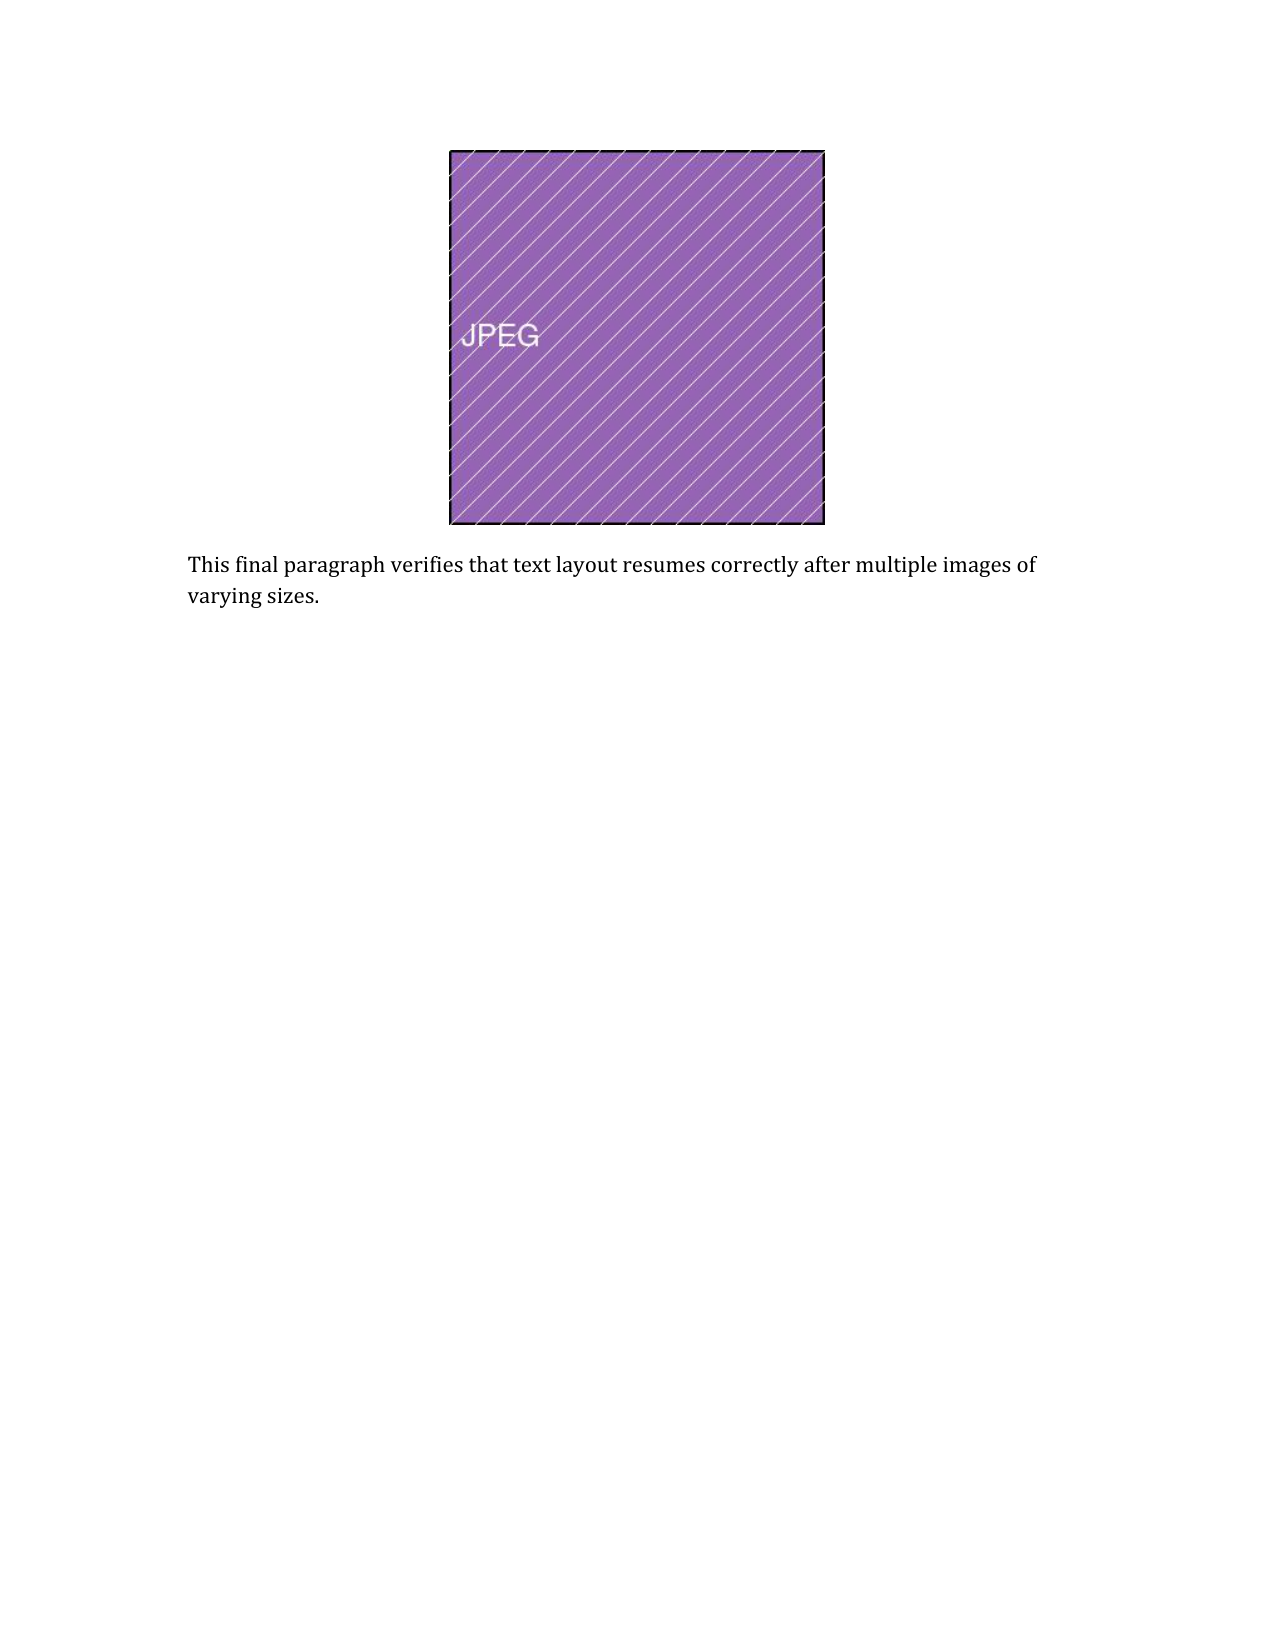 JPEG
This final paragraph verifies that text layout resumes correctly after multiple images of
varying sizes.